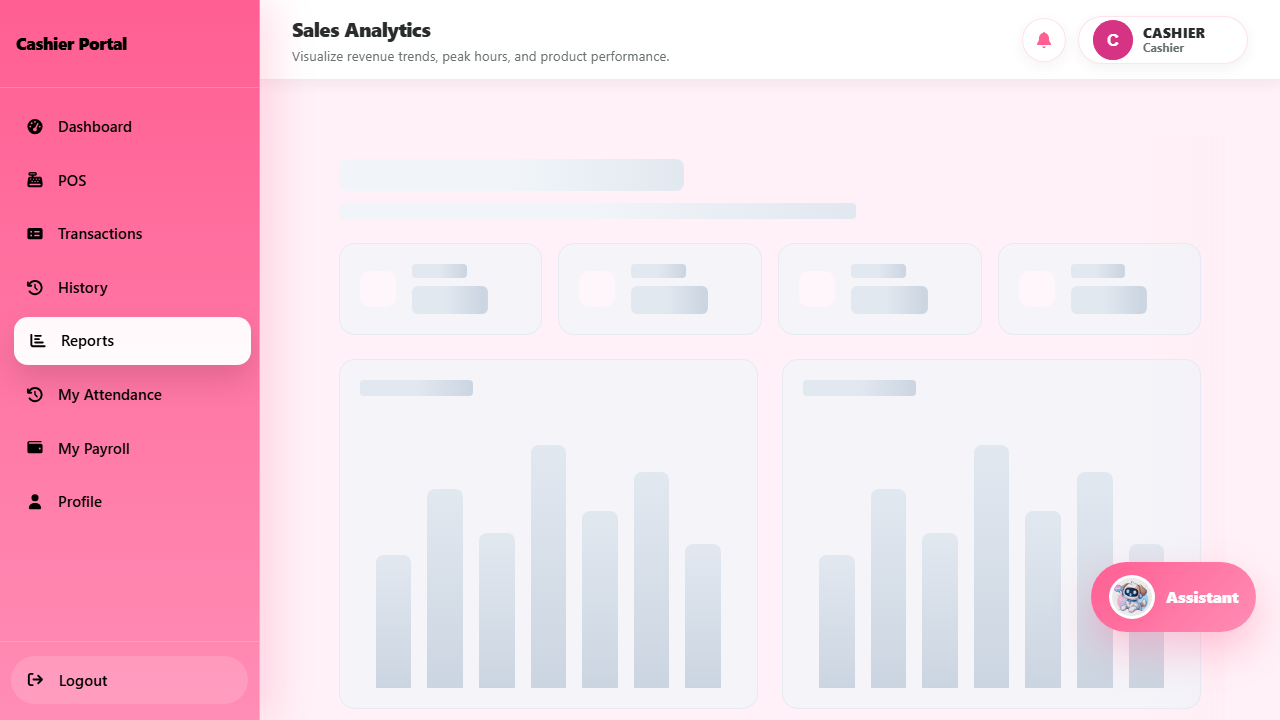 Cashier Portal
Dashboard
POS
Transactions
History
Reports
My Attendance
My Payroll
Profile
Logout
Sales Analytics
Visualize revenue trends, peak hours, and product performance.
C
CASHIER
Cashier
Assistant